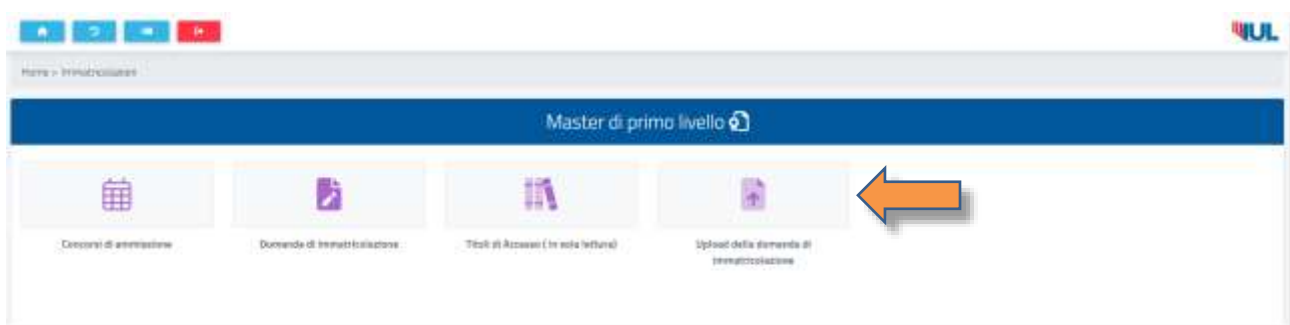 IUL
Home > Immatricolazioni
Master di primo livello
Concorsi di ammissione
Domanda di immatricolazione
Titoli di Accesso ( in sola lettura)
Upload della domanda di
immatricolazione